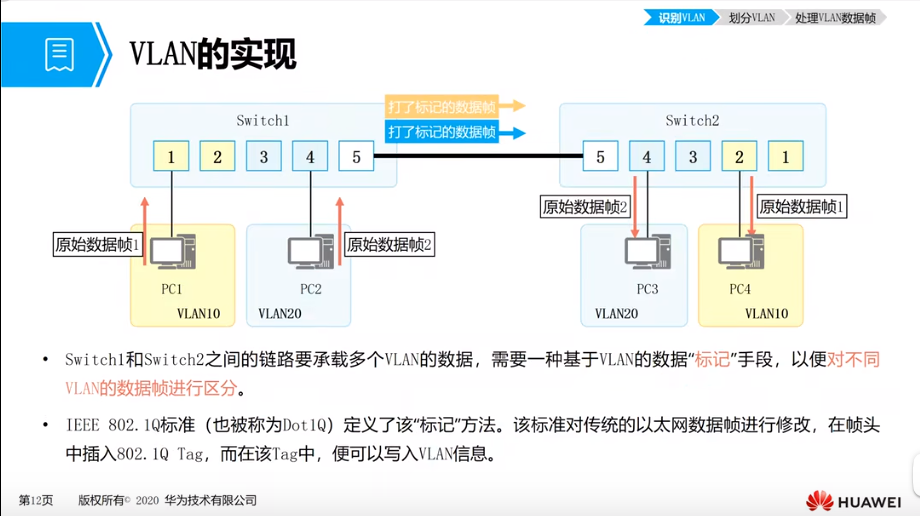 识别VLAN 划分VLAN 处理VLAN数据帧
VLAN的实现
打了标记的数据帧
打了标记的数据帧
Switch1
Switch2
1 2 3 4 5
5 4 3 2 1
原始数据帧1
原始数据帧2
原始数据帧2
原始数据帧1
PC1
PC2
PC3
PC4
VLAN10
VLAN20
VLAN20
VLAN10
• Switch1和Switch2之间的链路要承载多个VLAN的数据，需要一种基于VLAN的数据“标记”手段，以便对不同
VLAN的数据帧进行区分。
• IEEE 802.1Q标准（也被称为Dot1Q）定义了该“标记”方法。该标准对传统的以太网数据帧进行修改，在帧头
中插入802.1Q Tag，而在该Tag中，便可以写入VLAN信息。
第12页 版权所有© 2020 华为技术有限公司
HUAWEI